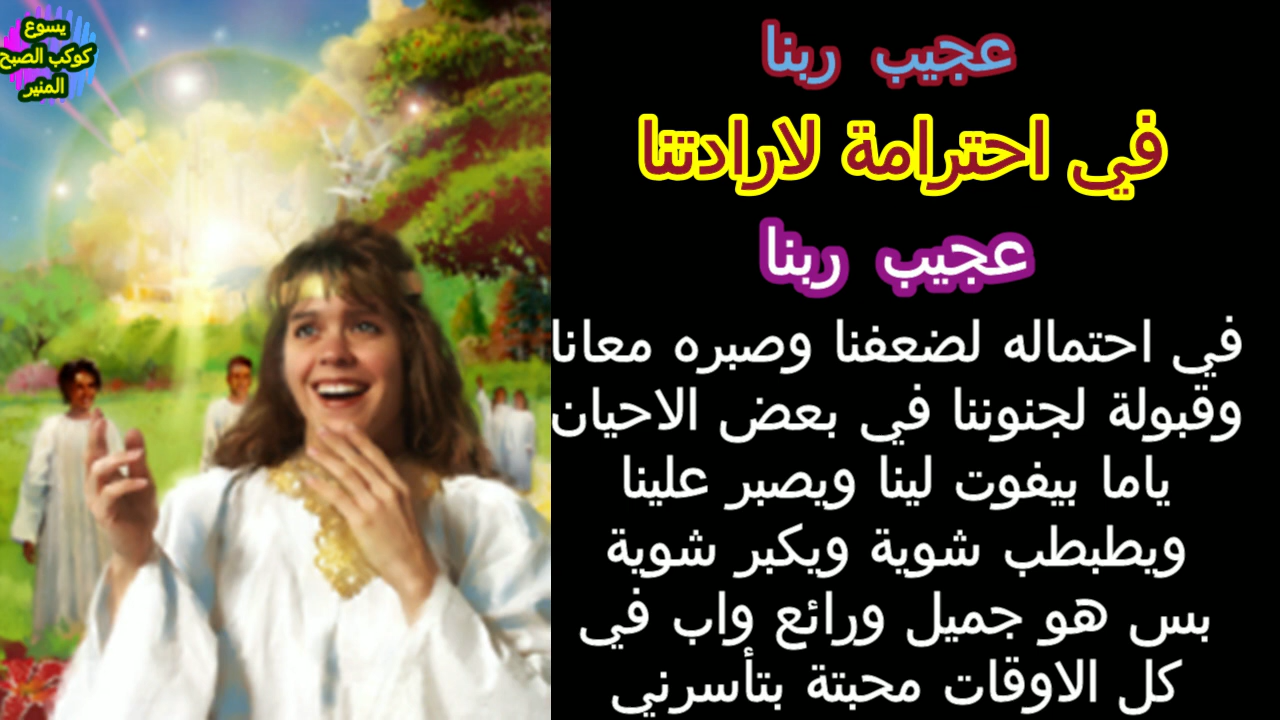 يسوع
كوكب الصبح
المنير
عجيب ربنا
في احترامة لارادتنا
عجيب ربنا
في احتماله لضعفنا وصبره معانا
وقبولة لجنوننا في بعض الاحيان
ياما بيفوت لينا ويصبر علينا
ويطبطب شوية ويكبر شوية
بس هو جميل ورائع واب في
كل الاوقات محبتة بتأسرني